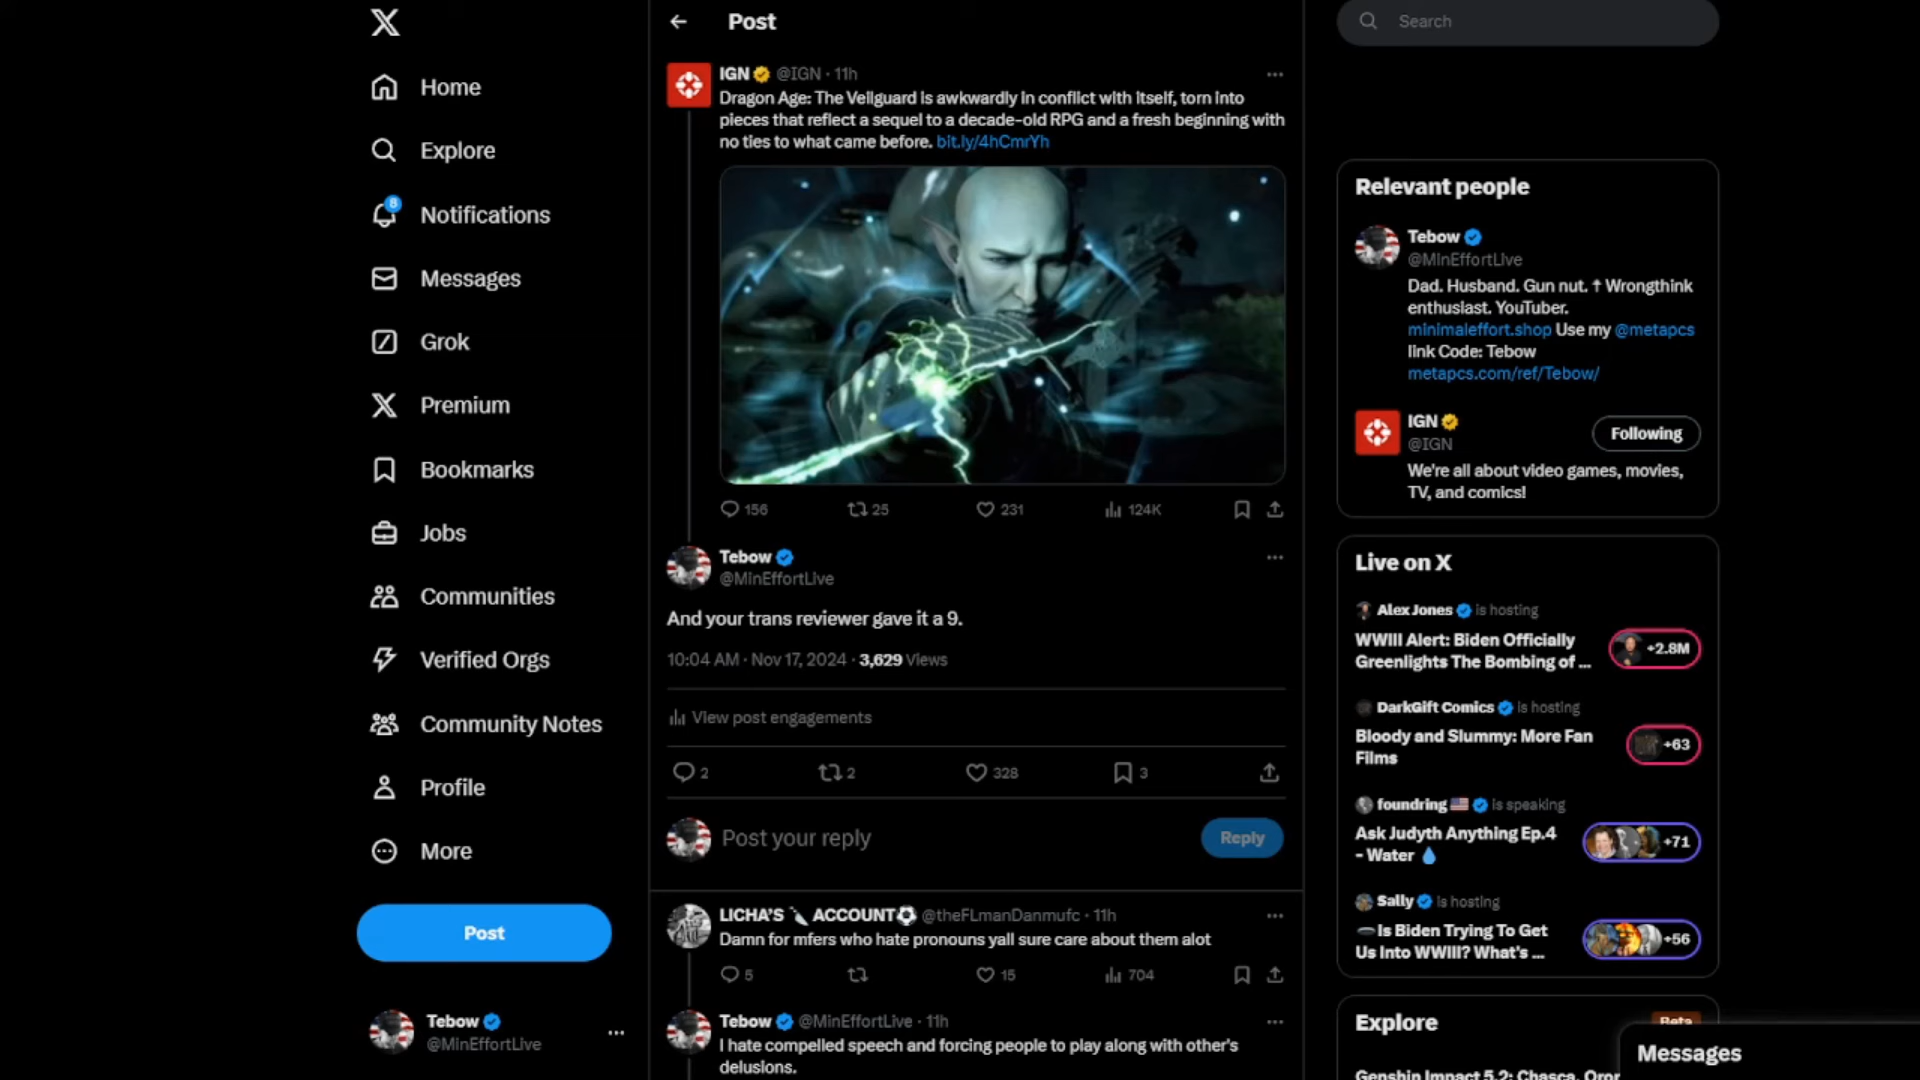 Home
Explore
8
Notifications
Messages
Grok
Premium
Bookmarks
Jobs
Communities
Verified Orgs
Community Notes
Profile
More
Post
Tebow
@MinEffortLive
Post
IGN @IGN · 11h
Dragon Age: The Veilguard is awkwardly in conflict with itself, torn into
pieces that reflect a sequel to a decade-old RPG and a fresh beginning with
no ties to what came before. bit.ly/4hCmrYh
156 25 231 124K
Tebow
@MinEffortLive
And your trans reviewer gave it a 9.
10:04 AM · Nov 17, 2024 · 3,629 Views
View post engagements
2 2 328 3
Post your reply
Reply
LICHA'S ACCOUNT @theFLmanDanmufc · 11h
Damn for mfers who hate pronouns yall sure care about them alot
5 15 704
Tebow @MinEffortLive · 11h
I hate compelled speech and forcing people to play along with other's
delusions.
Search
Relevant people
Tebow
@MinEffortLive
Dad. Husband. Gun nut. † Wrongthink
enthusiast. YouTuber.
minimaleffort.shop Use my @metapcs
link Code: Tebow
metapcs.com/ref/Tebow/
IGN
@IGN
Following
We're all about video games, movies,
TV, and comics!
Live on X
Alex Jones is hosting
WWIII Alert: Biden Officially
Greenlights The Bombing of ...
+2.8M
DarkGift Comics is hosting
Bloody and Slummy: More Fan
Films
+63
foundring is speaking
Ask Judyth Anything Ep.4
- Water
+71
Sally is hosting
Is Biden Trying To Get
Us Into WWIII? What's ...
+56
Explore
Beta
Messages
Genshin Impact 5.2: Chasca, Oror